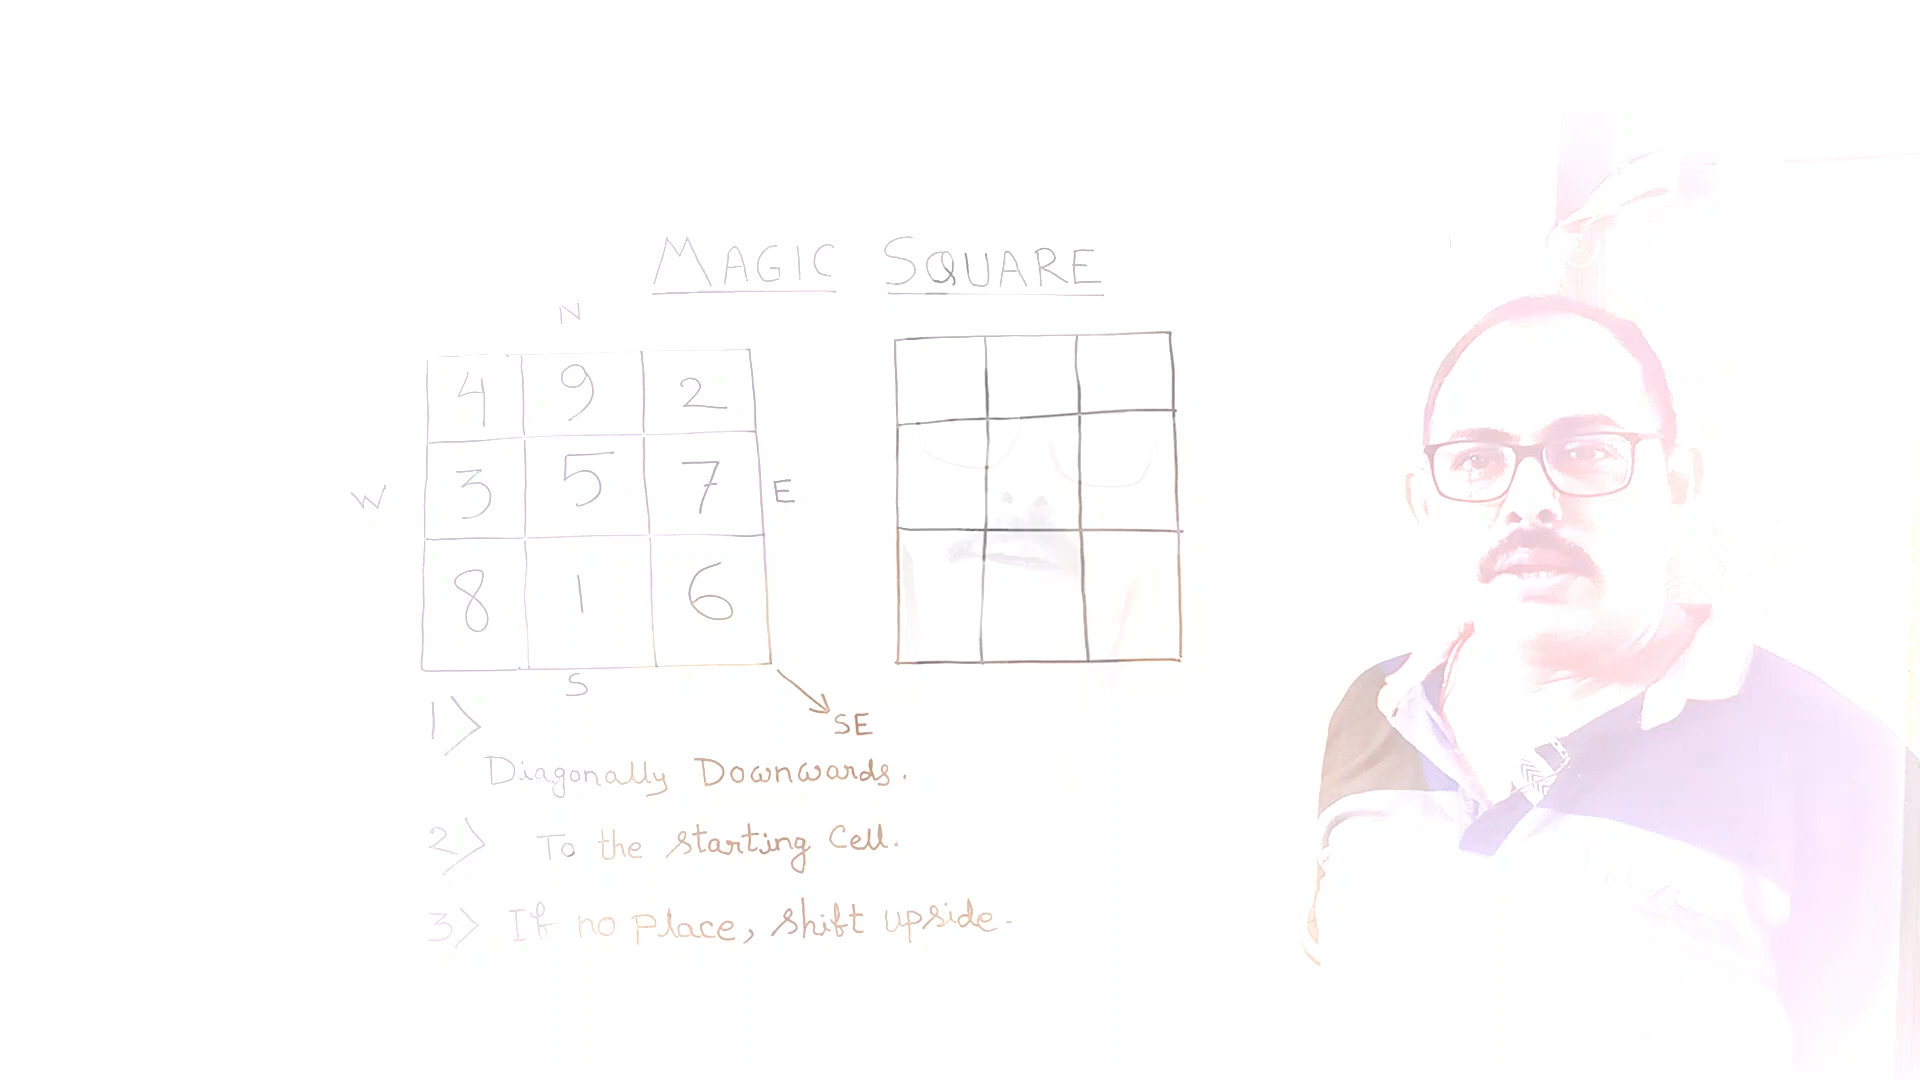 MAGIC SQUARE
N
4 9 2
W 3 5 7 E
8 1 6
S
SE
1>
Diagonally Downwards.
2> To the starting Cell.
3> If no place, shift upside.